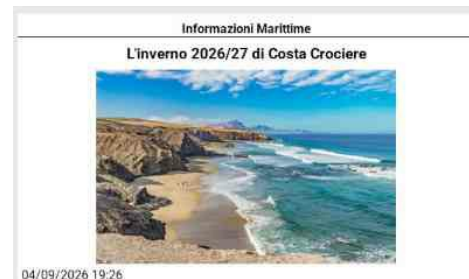 Informazioni Marittime
L'inverno 2026/27 di Costa Crociere
04/09/2026 19:26